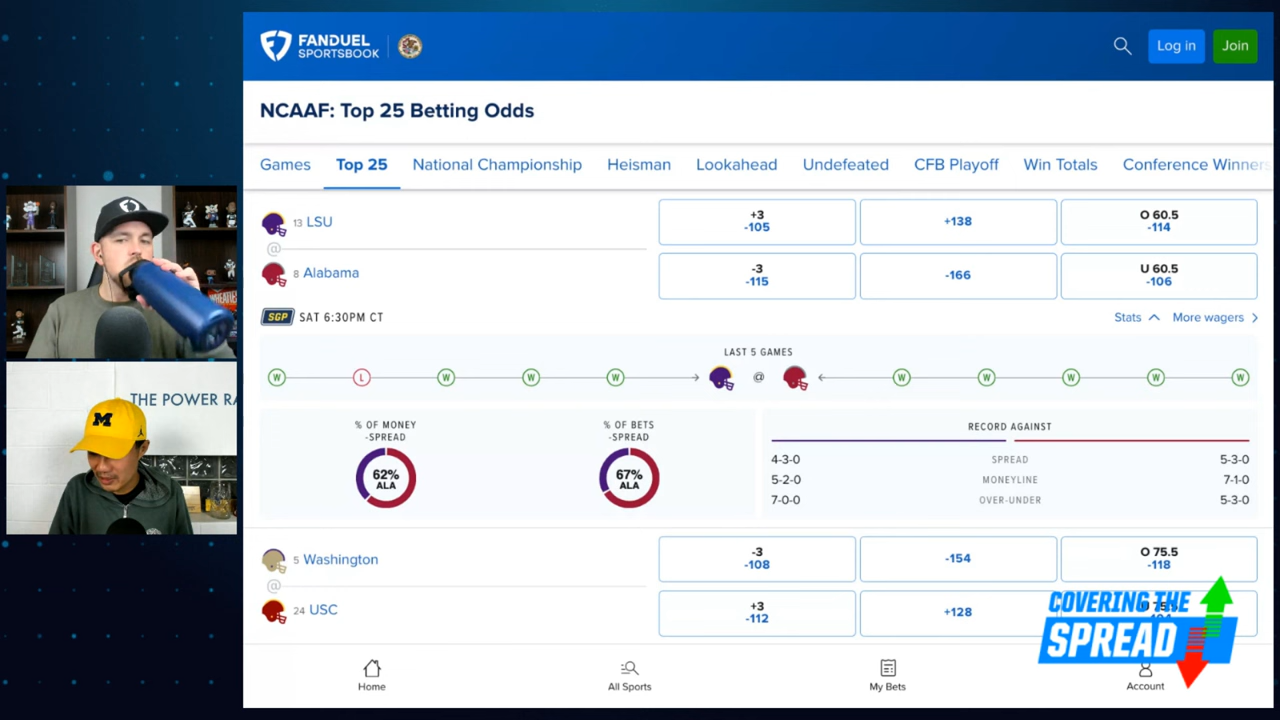 FANDUEL
SPORTSBOOK
Log in
Join
NCAAF: Top 25 Betting Odds
Games
Top 25
National Championship
Heisman
Lookahead
Undefeated
CFB Playoff
Win Totals
Conference Winners
13 LSU
+3
-105
+138
O 60.5
-114
@
8 Alabama
-3
-115
-166
U 60.5
-106
SGP SAT 6:30PM CT
Stats
More wagers
LAST 5 GAMES
W
L
W
W
W
@
W
W
W
W
W
% OF MONEY
-SPREAD
62%
ALA
% OF BETS
-SPREAD
67%
ALA
RECORD AGAINST
4-3-0 SPREAD 5-3-0
5-2-0 MONEYLINE 7-1-0
7-0-0 OVER-UNDER 5-3-0
5 Washington
-3
-108
-154
O 75.5
-118
@
24 USC
+3
-112
+128
COVERING THE
SPREAD
Home
All Sports
My Bets
Account
THE POWER RA
M